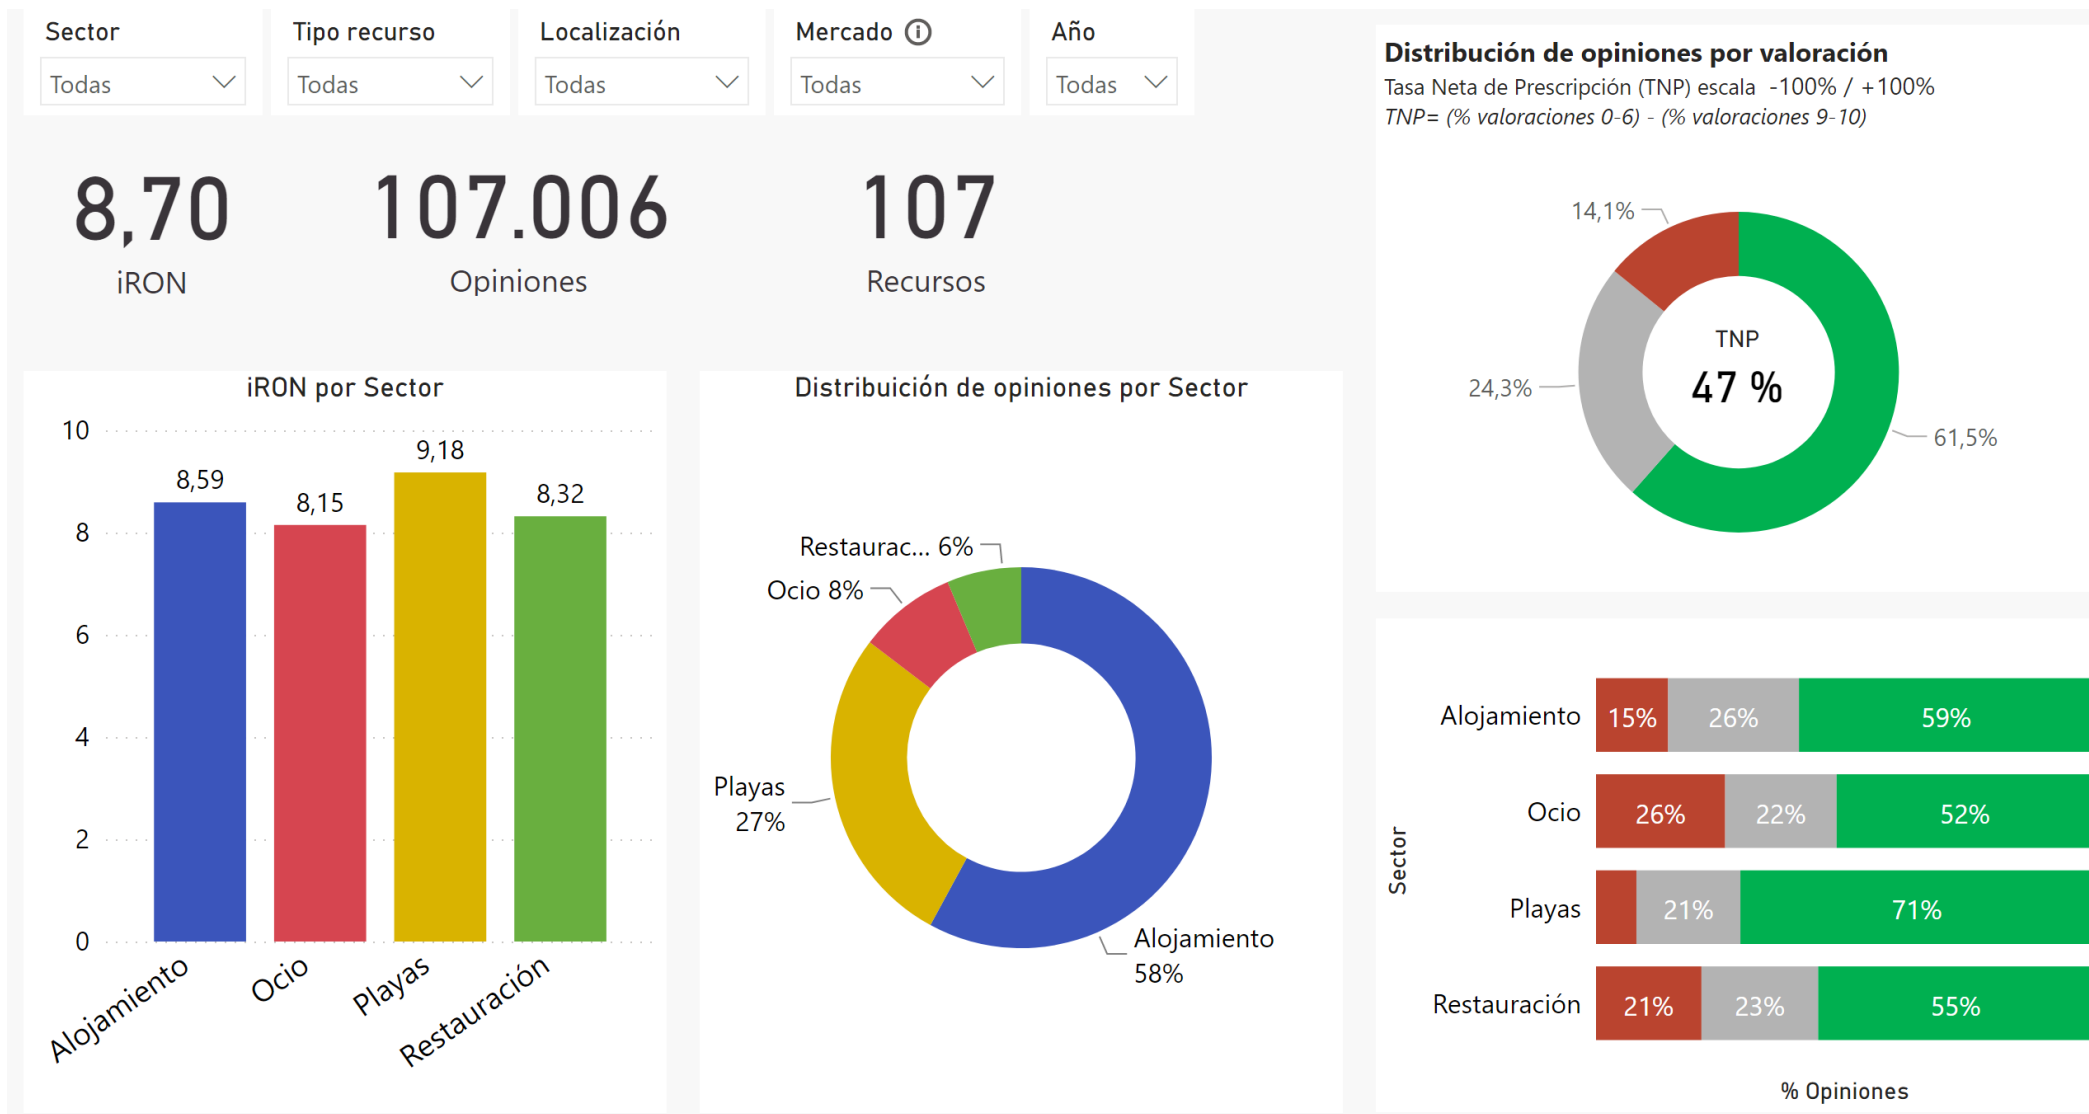 Sector
Todas
Tipo recurso
Todas
Localización
Todas
Mercado
Todas
Año
Todas
8,70
iRON
107.006
Opiniones
107
Recursos
Distribución de opiniones por valoración
Tasa Neta de Prescripción (TNP) escala -100% / +100%
TNP= (% valoraciones 0-6) - (% valoraciones 9-10)
14,1%
24,3%
61,5%
TNP
47 %
iRON por Sector
10
8
6
4
2
0
8,59
8,15
9,18
8,32
Alojamiento
Ocio
Playas
Restauración
Distribuición de opiniones por Sector
Restaurac... 6%
Ocio 8%
Playas
27%
Alojamiento
58%
Sector
Alojamiento
15% 26% 59%
Ocio
26% 22% 52%
Playas
21% 71%
Restauración
21% 23% 55%
% Opiniones